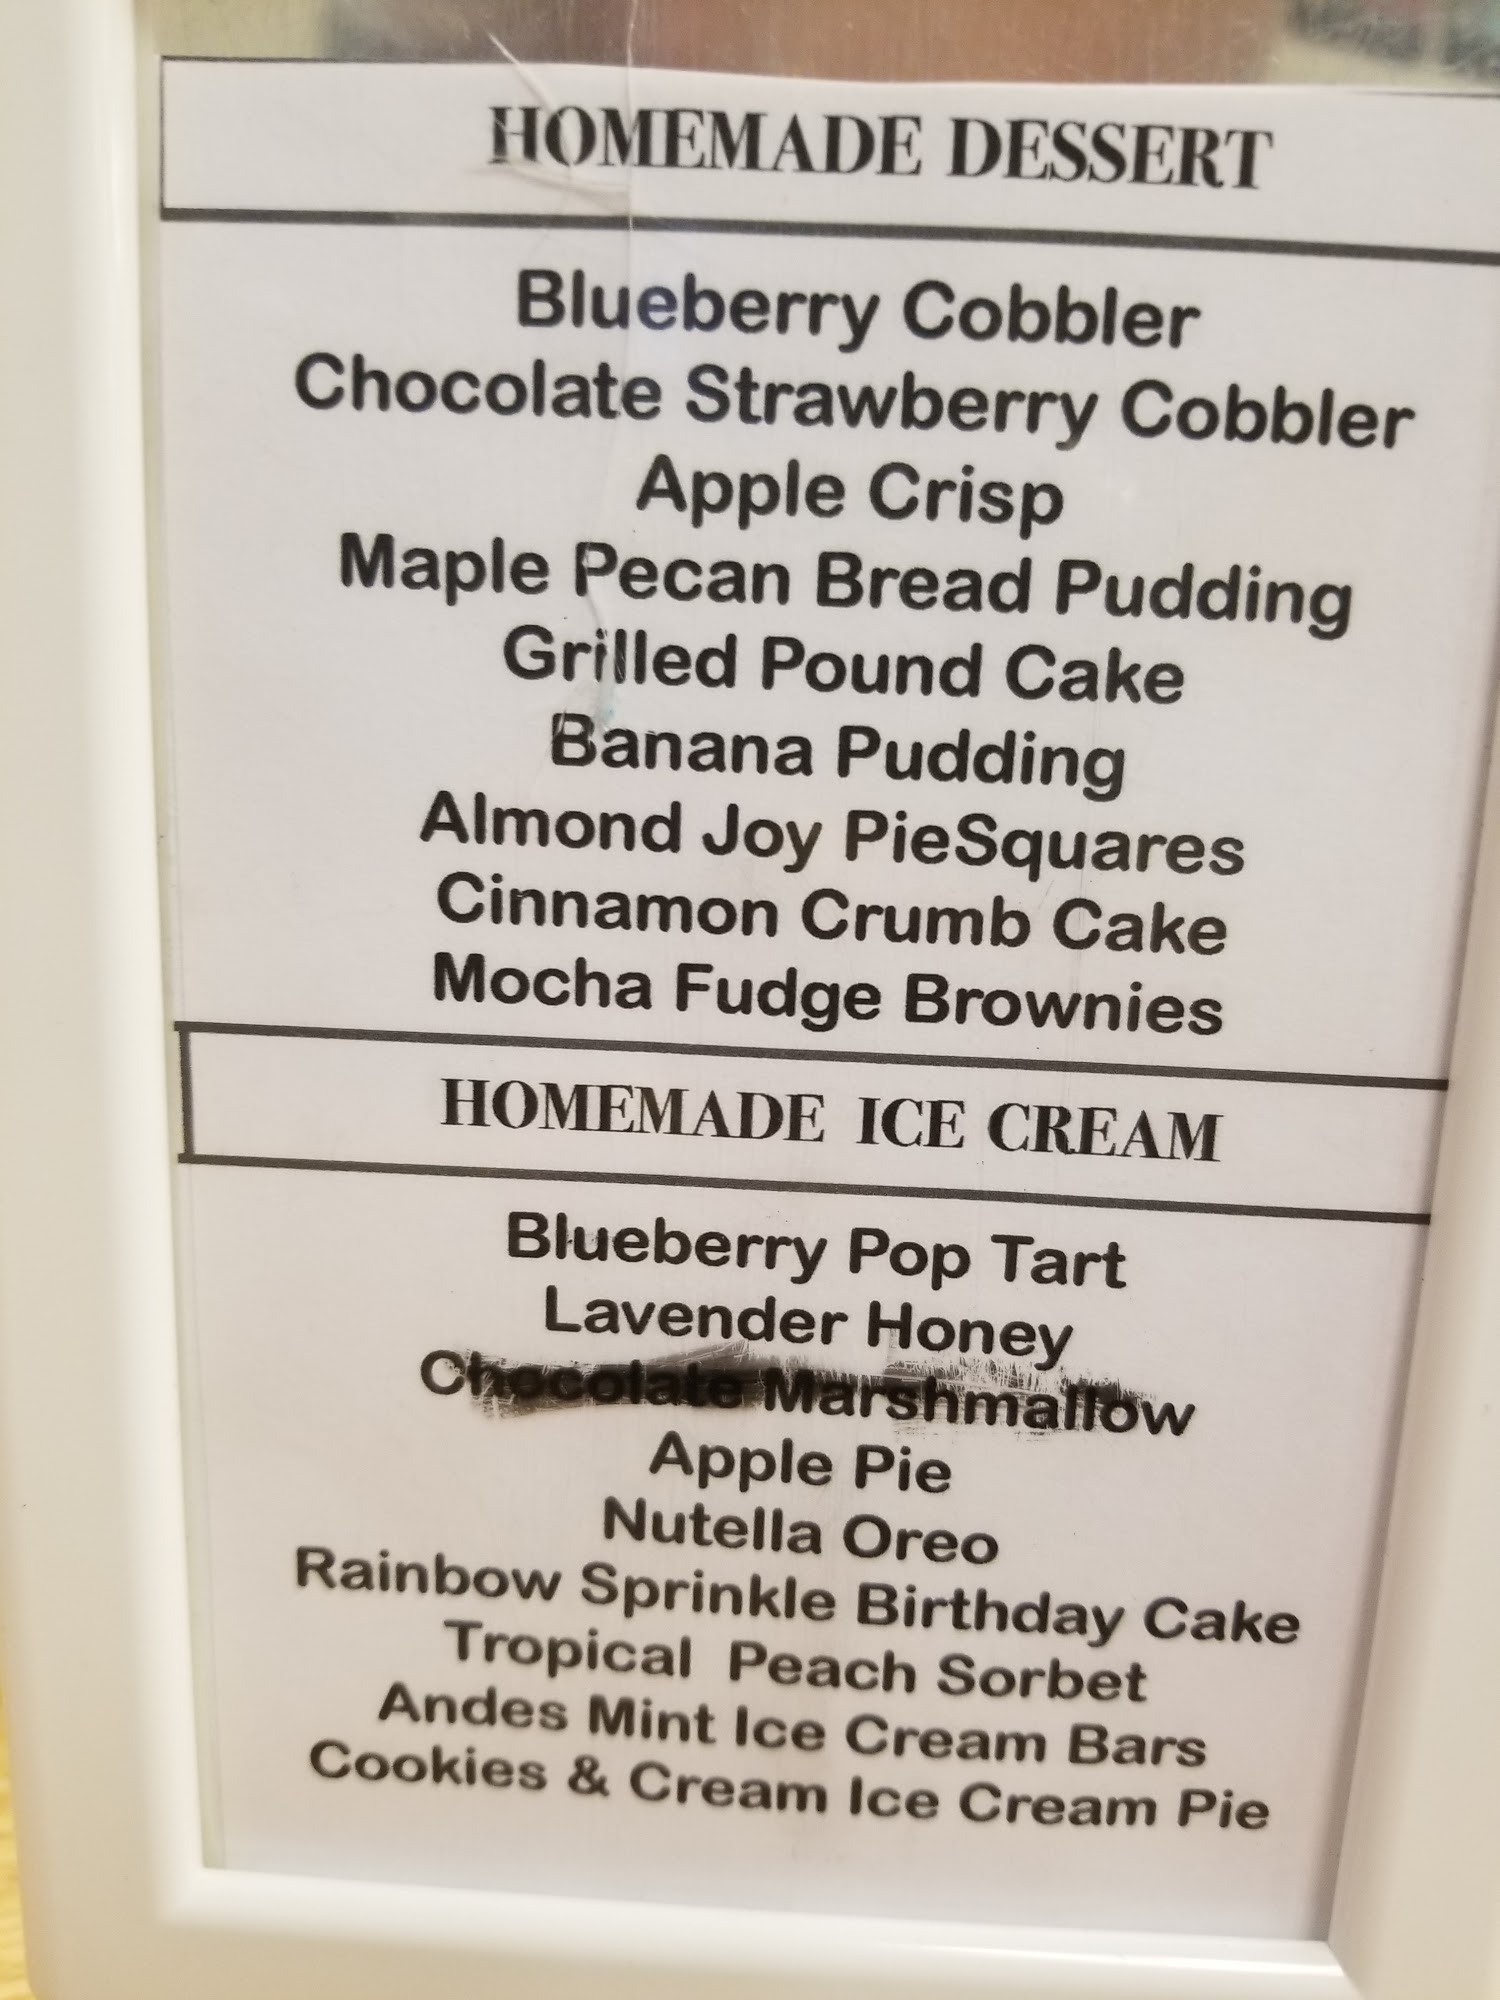 HOMEMADE DESSERT
Blueberry Cobbler
Chocolate Strawberry Cobbler
Apple Crisp
Maple Pecan Bread Pudding
Grilled Pound Cake
Banana Pudding
Almond Joy PieSquares
Cinnamon Crumb Cake
Mocha Fudge Brownies
HOMEMADE ICE CREAM
Blueberry Pop Tart
Lavender Honey
Chocolate Marshmallow
Apple Pie
Nutella Oreo
Rainbow Sprinkle Birthday Cake
Tropical Peach Sorbet
Andes Mint Ice Cream Bars
Cookies & Cream Ice Cream Pie